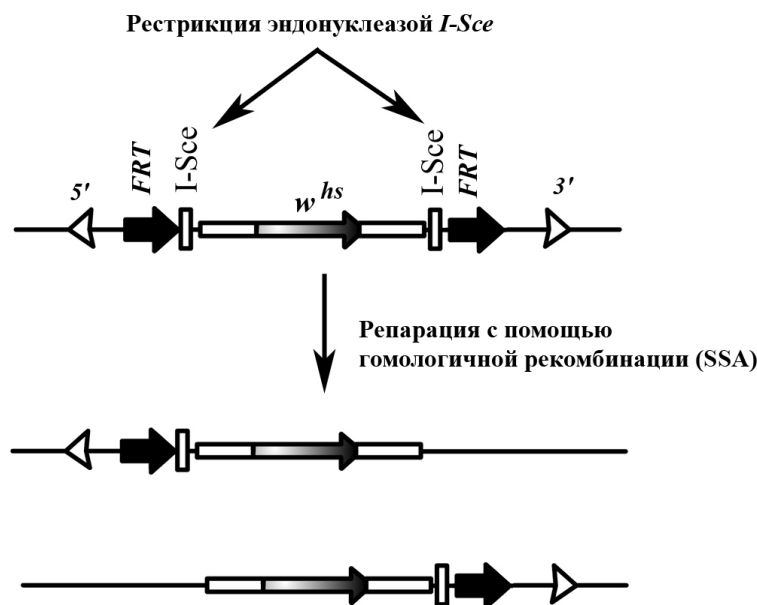 Рестрикция эндонуклеазой I-Sce
5'
FRT
I-Sce
w hs
I-Sce
FRT
3'
Репарация с помощью
гомологичной рекомбинации (SSA)